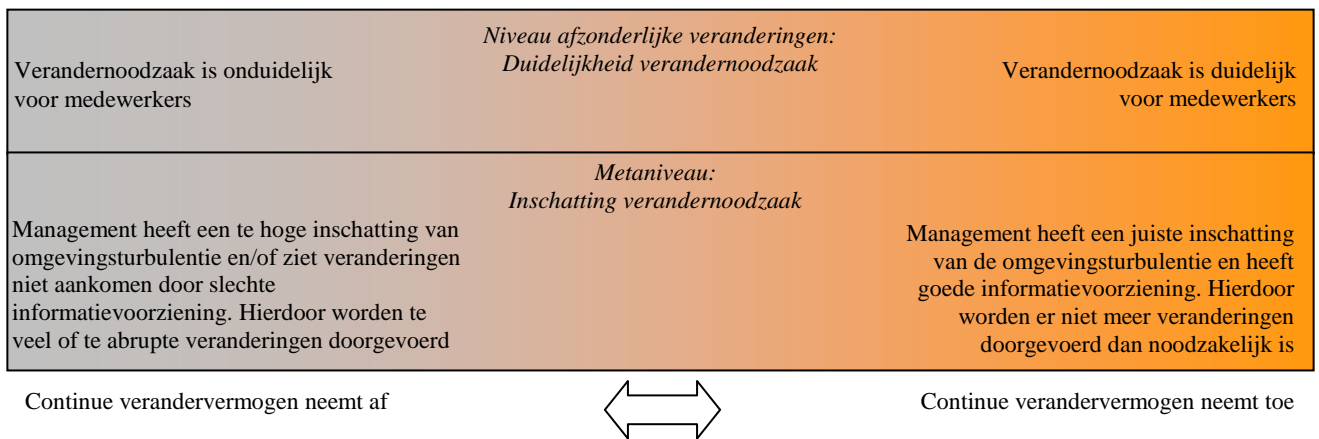 Niveau afzonderlijke veranderingen:
Duidelijkheid verandernoodzaak
Verandernoodzaak is onduidelijk
voor medewerkers
Verandernoodzaak is duidelijk
voor medewerkers
Metaniveau:
Inschatting verandernoodzaak
Management heeft een te hoge inschatting van
omgevingsturbulentie en/of ziet veranderingen
niet aankomen door slechte
informatievoorziening. Hierdoor worden te
veel of te abrupte veranderingen doorgevoerd
Management heeft een juiste inschatting
van de omgevingsturbulentie en heeft
goede informatievoorziening. Hierdoor
worden er niet meer veranderingen
doorgevoerd dan noodzakelijk is
Continue verandervermogen neemt af
Continue verandervermogen neemt toe